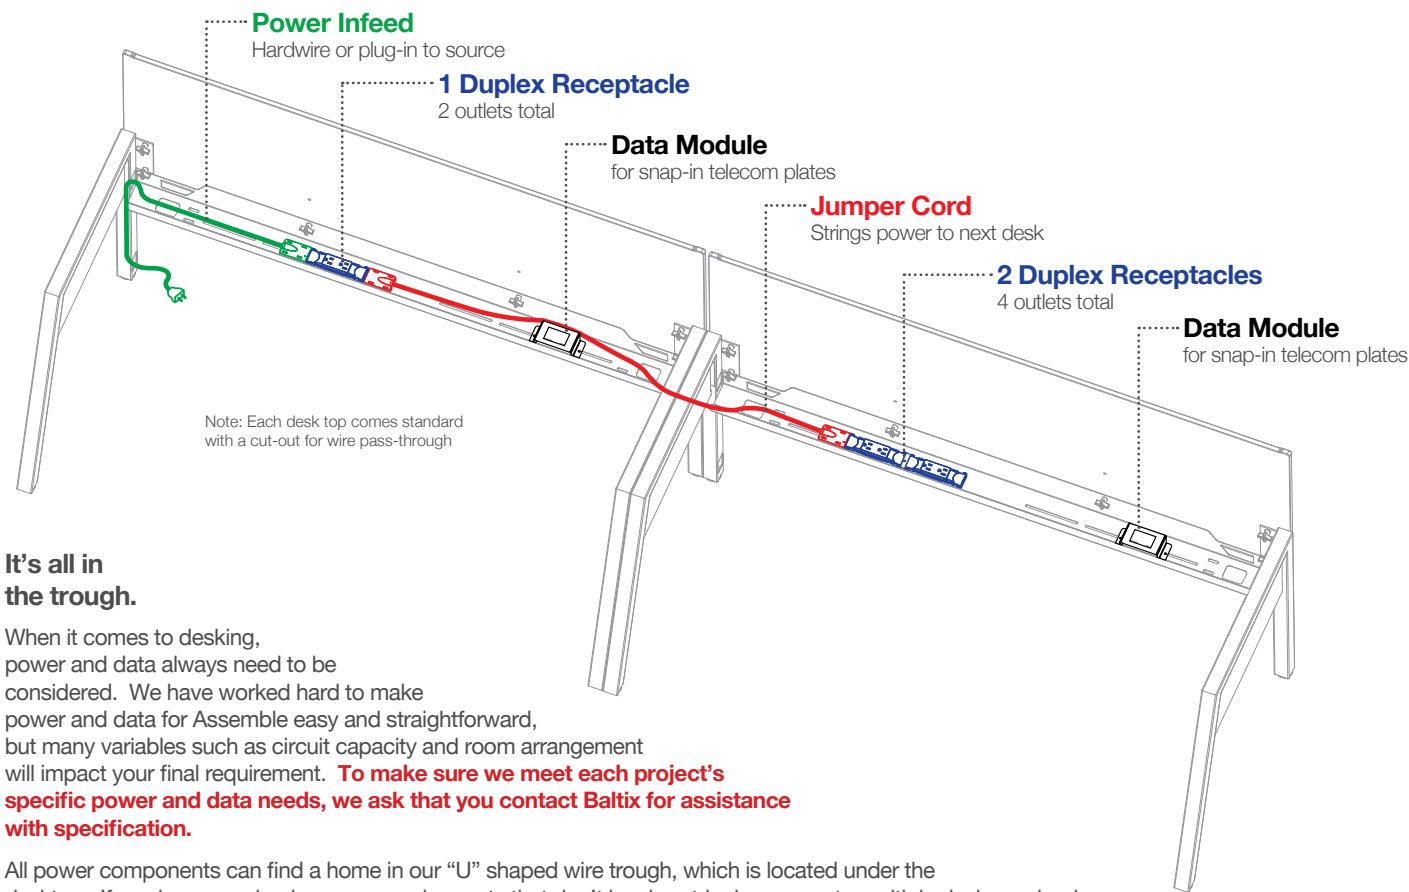 Power Infeed
Hardwire or plug-in to source
1 Duplex Receptacle
2 outlets total
Data Module
for snap-in telecom plates
Jumper Cord
Strings power to next desk
2 Duplex Receptacles
4 outlets total
Data Module
for snap-in telecom plates
Note: Each desk top comes standard
with a cut-out for wire pass-through
It’s all in
the trough.
When it comes to desking,
power and data always need to be
considered.  We have worked hard to make
power and data for Assemble easy and straightforward,
but many variables such as circuit capacity and room arrangement
will impact your final requirement.  To make sure we meet each project’s
specific power and data needs, we ask that you contact Baltix for assistance
with specification.
All power components can find a home in our “U” shaped wire trough, which is located under the